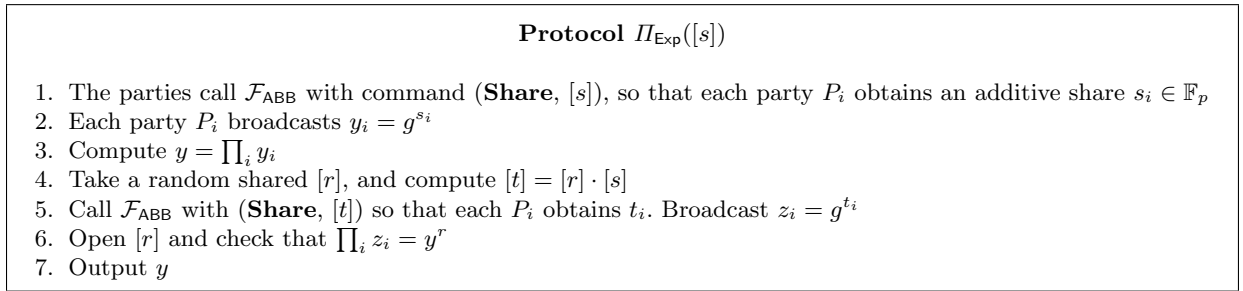 Protocol Π_Exp([s])
1. The parties call ℱ_ABB with command (Share, [s]), so that each party P_i obtains an additive share s_i ∈ 𝔽_p
2. Each party P_i broadcasts y_i = g^{s_i}
3. Compute y = ∏_i y_i
4. Take a random shared [r], and compute [t] = [r] · [s]
5. Call ℱ_ABB with (Share, [t]) so that each P_i obtains t_i. Broadcast z_i = g^{t_i}
6. Open [r] and check that ∏_i z_i = y^r
7. Output y